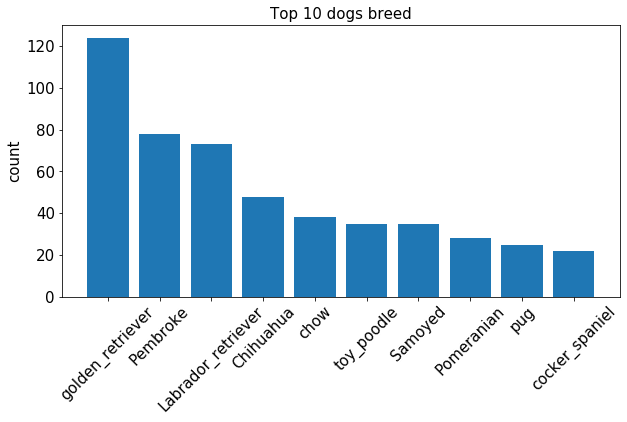 Top 10 dogs breed
count
120
100
80
60
40
20
0
golden_retriever
Pembroke
Labrador_retriever
Chihuahua
chow
toy_poodle
Samoyed
Pomeranian
pug
cocker_spaniel